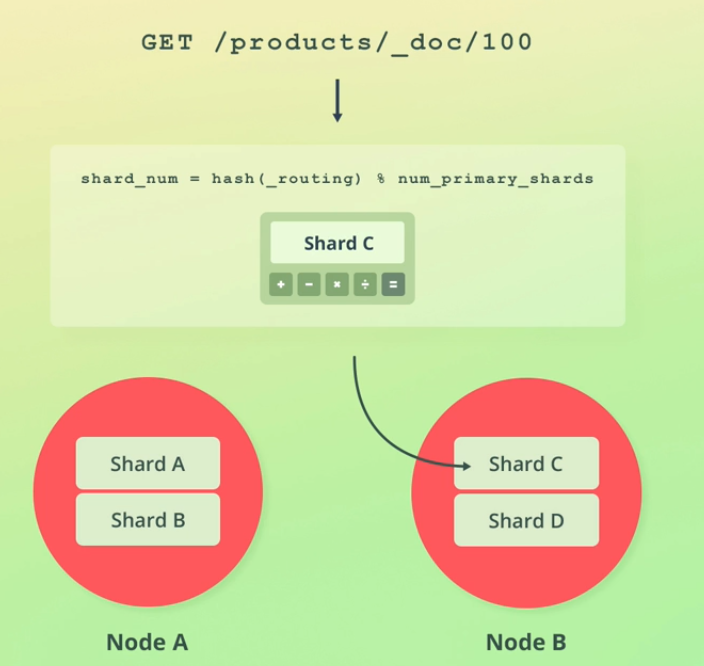 GET /products/_doc/100
shard_num = hash(_routing) % num_primary_shards
Shard C
+ − × ÷ =
Shard A
Shard B
Shard C
Shard D
Node A
Node B